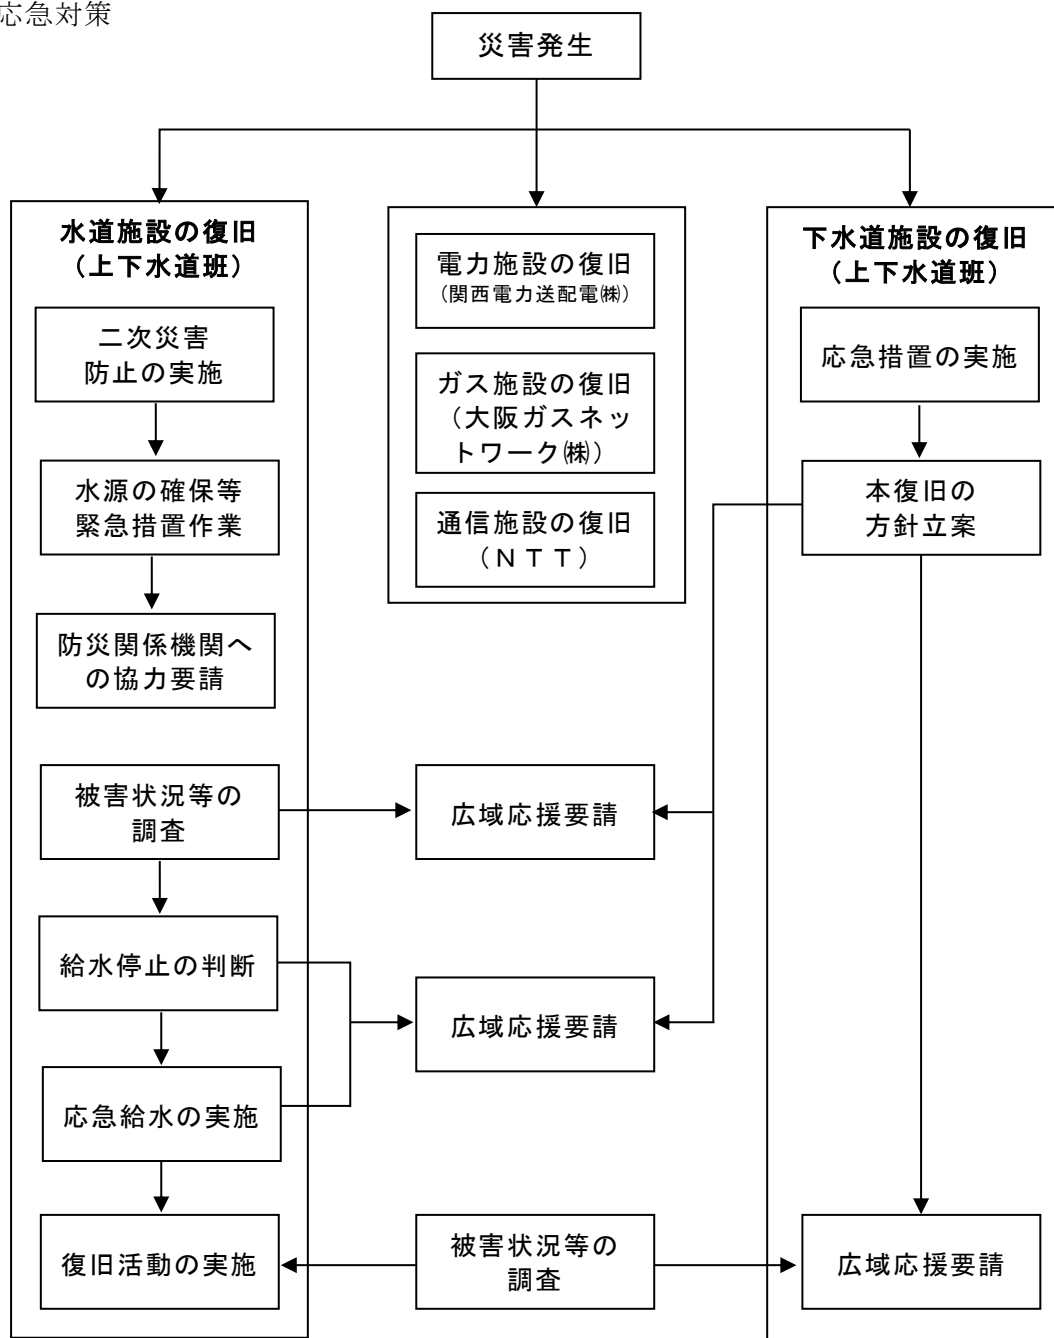 応急対策
災害発生
水道施設の復旧
（上下水道班）
二次災害
防止の実施
水源の確保等
緊急措置作業
防災関係機関へ
の協力要請
被害状況等の
調査
給水停止の判断
応急給水の実施
復旧活動の実施
電力施設の復旧
（関西電力送配電㈱）
ガス施設の復旧
（大阪ガスネッ
トワーク㈱）
通信施設の復旧
（ＮＴＴ）
広域応援要請
広域応援要請
被害状況等の
調査
下水道施設の復旧
（上下水道班）
応急措置の実施
本復旧の
方針立案
広域応援要請